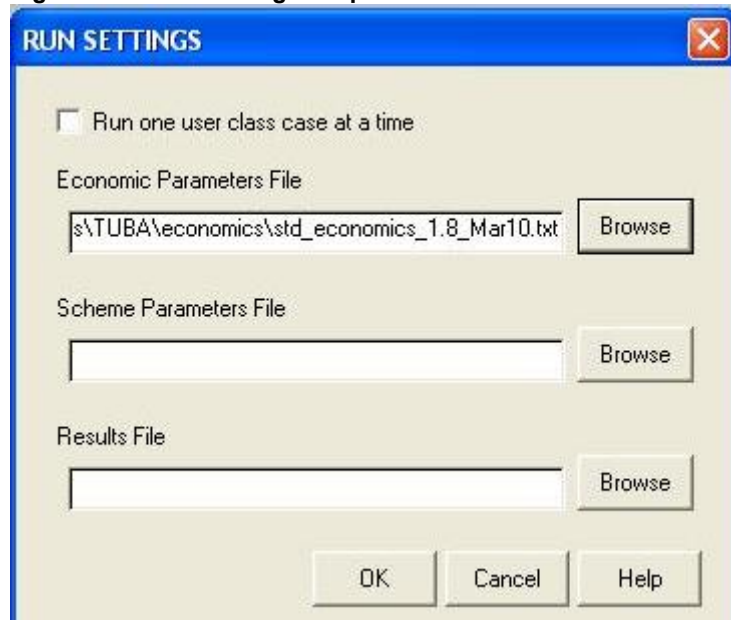 RUN SETTINGS
Run one user class case at a time
Economic Parameters File
s\TUBA\economics\std_economics_1.8_Mar10.txt
Browse
Scheme Parameters File
Browse
Results File
Browse
OK
Cancel
Help